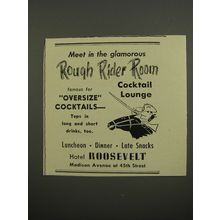 Meet in the glamorous
Rough Rider Room
Cocktail
Lounge
famous for
"OVERSIZE"
COCKTAILS—
Tops in
long and short
drinks, too.
Luncheon • Dinner • Late Snacks
Hotel ROOSEVELT
Madison Avenue at 45th Street